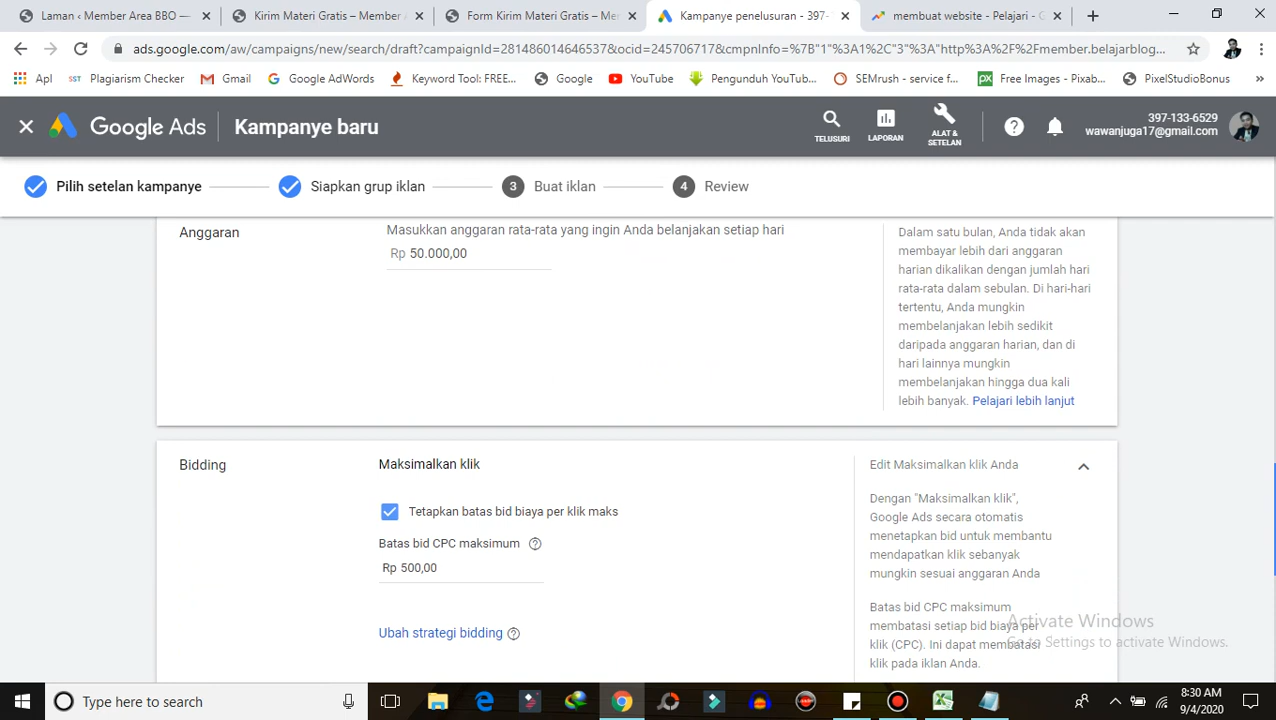 Laman ‹ Member Area BBO —
Kirim Materi Gratis – Member A
Form Kirim Materi Gratis – Mem
Kampanye penelusuran - 397-
membuat website - Pelajari - G
ads.google.com/aw/campaigns/new/search/draft?campaignId=281486014646537&ocid=245706717&cmpnInfo=%7B"1"%3A1%2C"3"%3A"http%3A%2F%2Fmember.belajarblog...
Apl
SST Plagiarism Checker
Gmail
Google AdWords
Keyword Tool: FREE...
Google
YouTube
Pengunduh YouTub...
SEMrush - service f...
px Free Images - Pixab...
PixelStudioBonus
»
Google Ads
Kampanye baru
TELUSURI
LAPORAN
ALAT &
SETELAN
397-133-6529
wawanjuga17@gmail.com
Pilih setelan kampanye
Siapkan grup iklan
3 Buat iklan
4 Review
Anggaran
Masukkan anggaran rata-rata yang ingin Anda belanjakan setiap hari
Rp 50.000,00
Dalam satu bulan, Anda tidak akan
membayar lebih dari anggaran
harian dikalikan dengan jumlah hari
rata-rata dalam sebulan. Di hari-hari
tertentu, Anda mungkin
membelanjakan lebih sedikit
daripada anggaran harian, dan di
hari lainnya mungkin
membelanjakan hingga dua kali
lebih banyak. Pelajari lebih lanjut
Bidding
Maksimalkan klik
Tetapkan batas bid biaya per klik maks
Batas bid CPC maksimum
Rp 500,00
Ubah strategi bidding
Edit Maksimalkan klik Anda
Dengan "Maksimalkan klik",
Google Ads secara otomatis
menetapkan bid untuk membantu
mendapatkan klik sebanyak
mungkin sesuai anggaran Anda
Batas bid CPC maksimum
membatasi setiap bid biaya per
klik (CPC). Ini dapat membatasi
klik pada iklan Anda.
Activate Windows
Go to Settings to activate Windows.
Type here to search
8:30 AM
9/4/2020